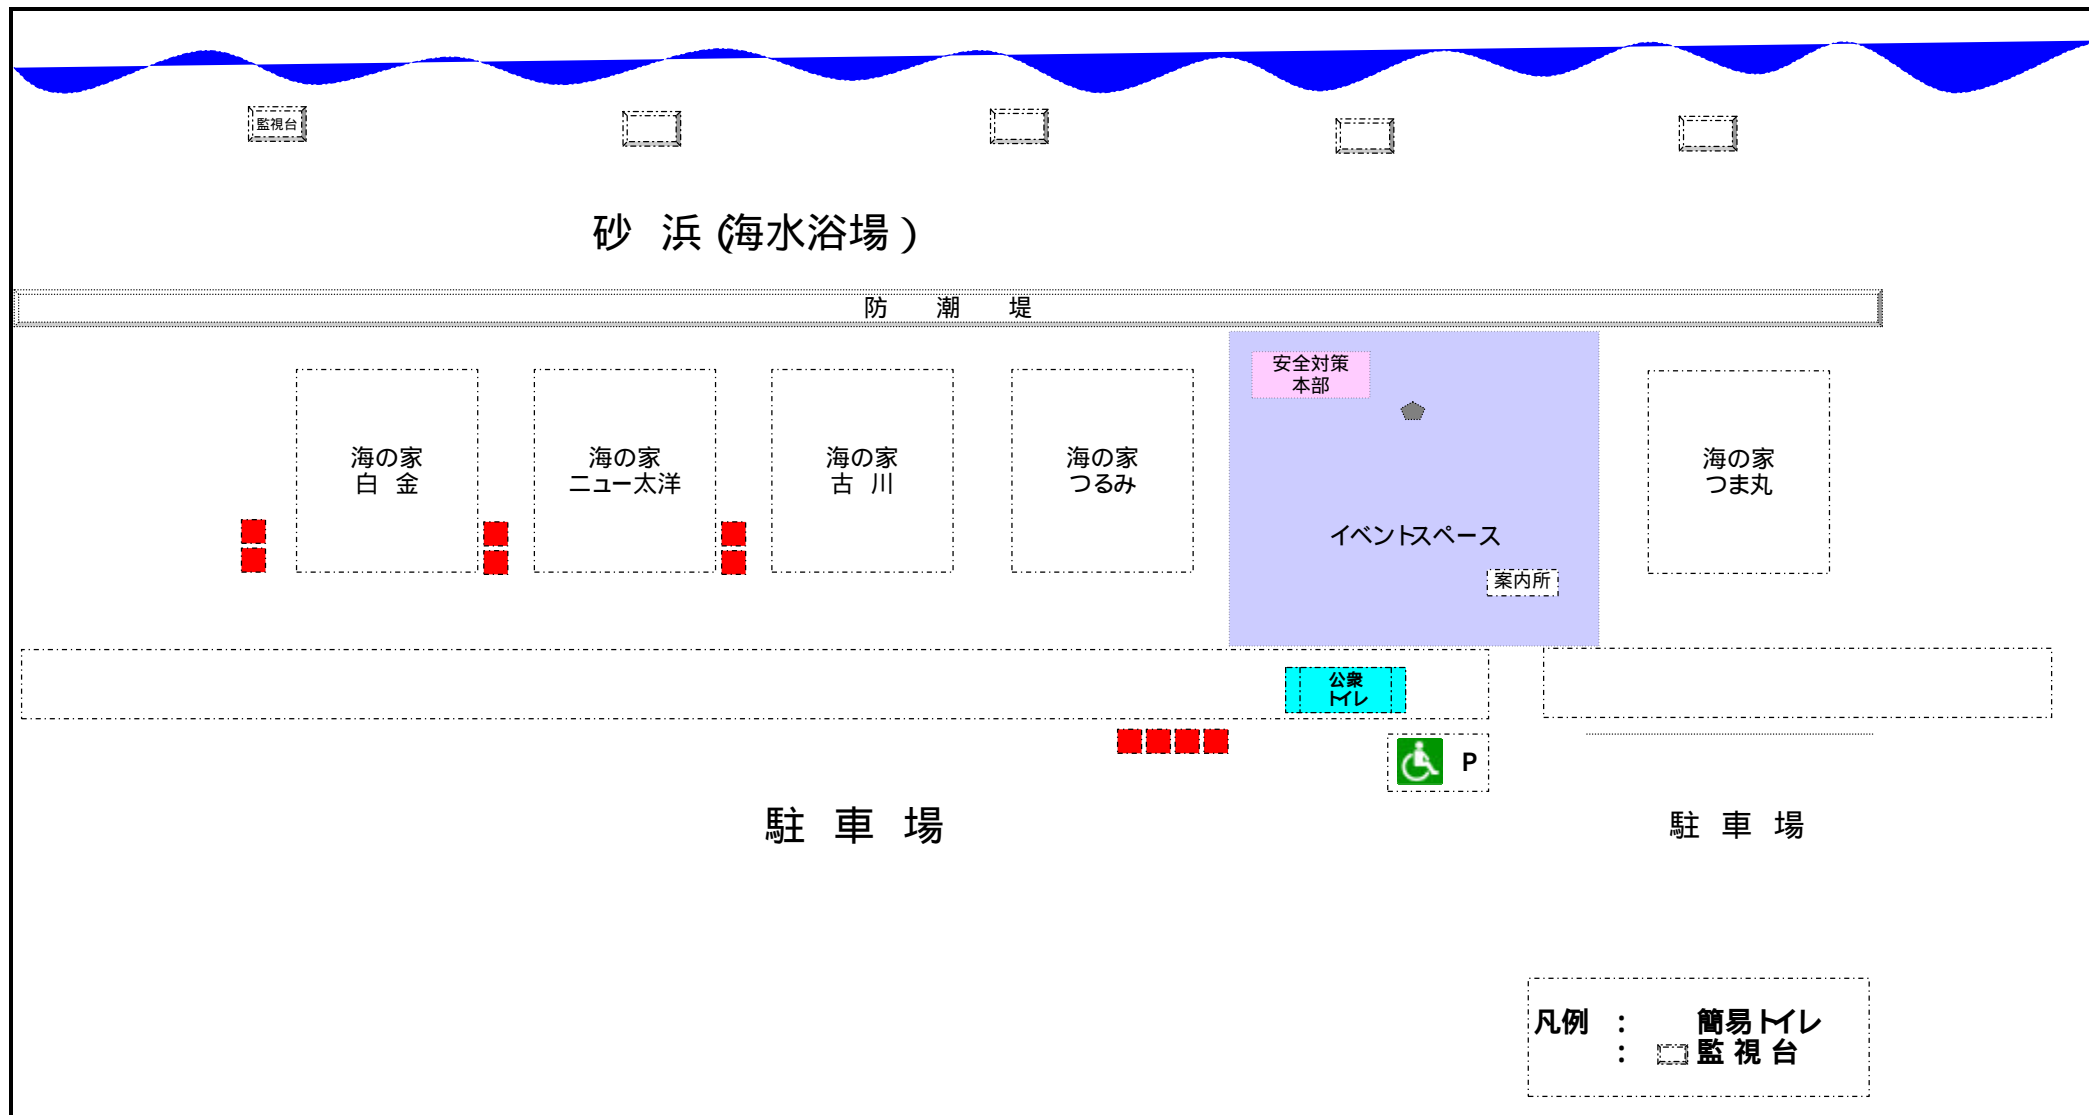 監視台
砂 浜 (海水浴場)
防 潮 堤
安全対策
本部
海の家
白 金
海の家
ニュー太洋
海の家
古 川
海の家
つるみ
海の家
つま丸
イベントスペース
案内所
公衆
トイレ
P
駐 車 場
駐 車 場
凡例 : 簡易トイレ
: 監視台